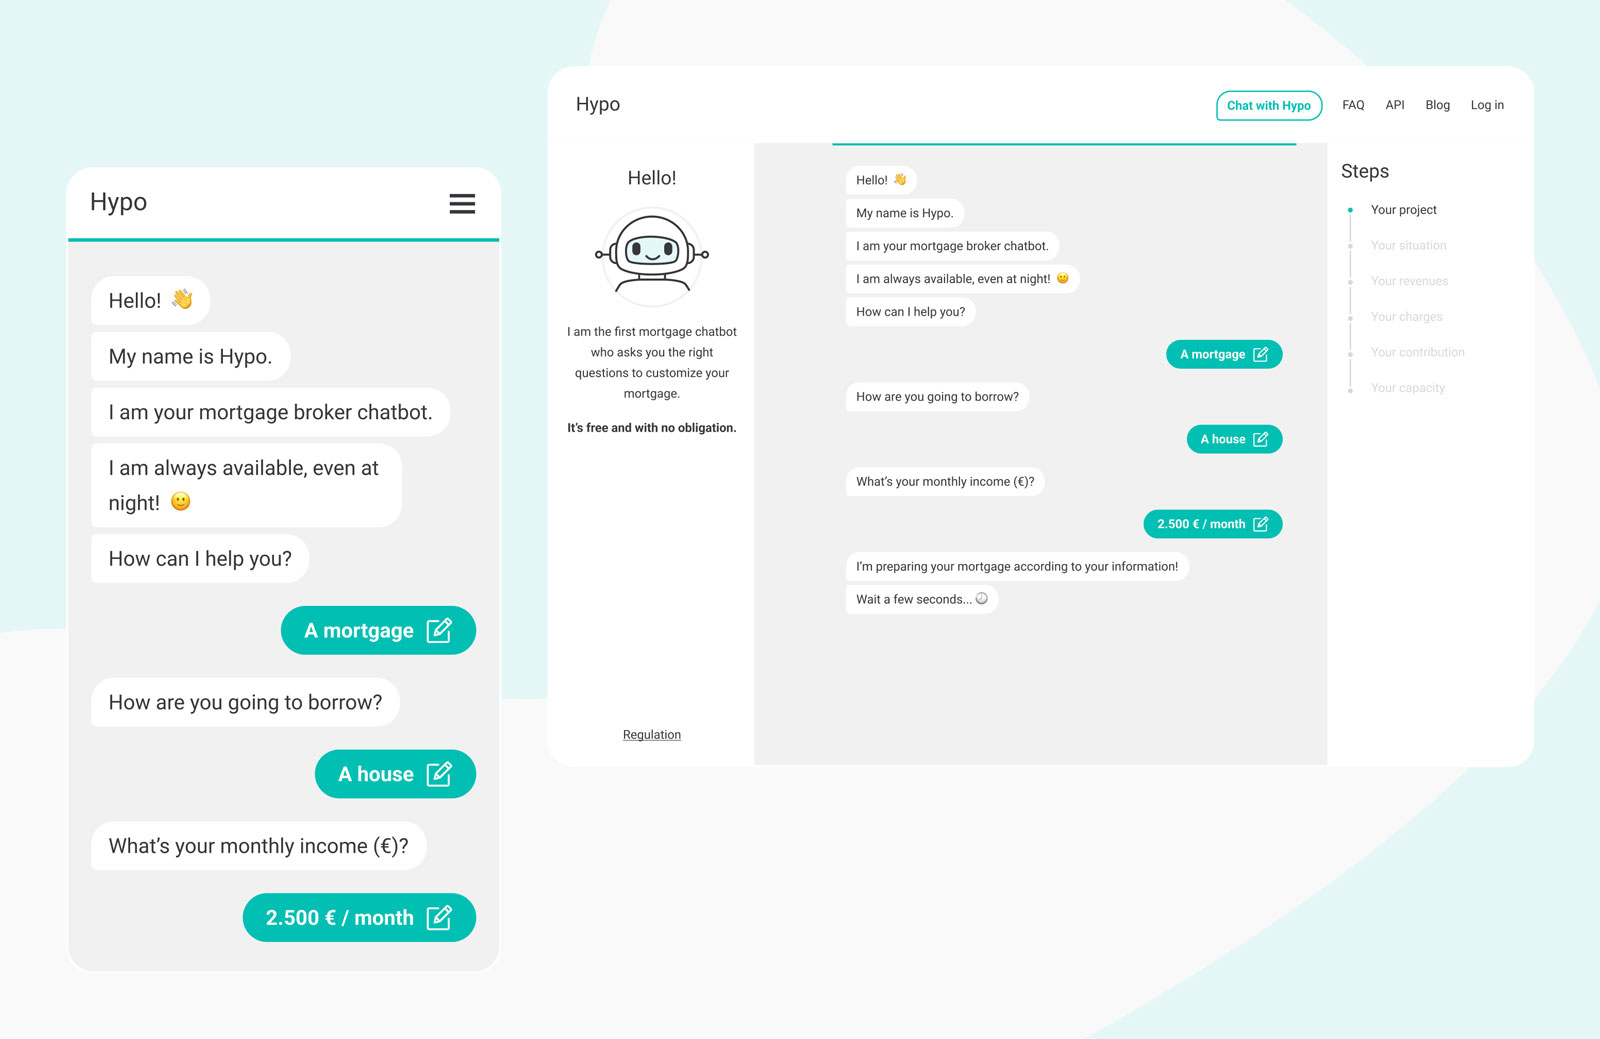 Hypo
Hello! 👋
My name is Hypo.
I am your mortgage broker chatbot.
I am always available, even at
night! 🙂
How can I help you?
A mortgage
How are you going to borrow?
A house
What’s your monthly income (€)?
2.500 € / month
Hypo
Chat with Hypo
FAQ
API
Blog
Log in
Hello!
I am the first mortgage chatbot
who asks you the right
questions to customize your
mortgage.
It’s free and with no obligation.
Regulation
Hello! 👋
My name is Hypo.
I am your mortgage broker chatbot.
I am always available, even at night! 🙂
How can I help you?
A mortgage
How are you going to borrow?
A house
What’s your monthly income (€)?
2.500 € / month
I’m preparing your mortgage according to your information!
Wait a few seconds...
Steps
Your project
Your situation
Your revenues
Your charges
Your contribution
Your capacity